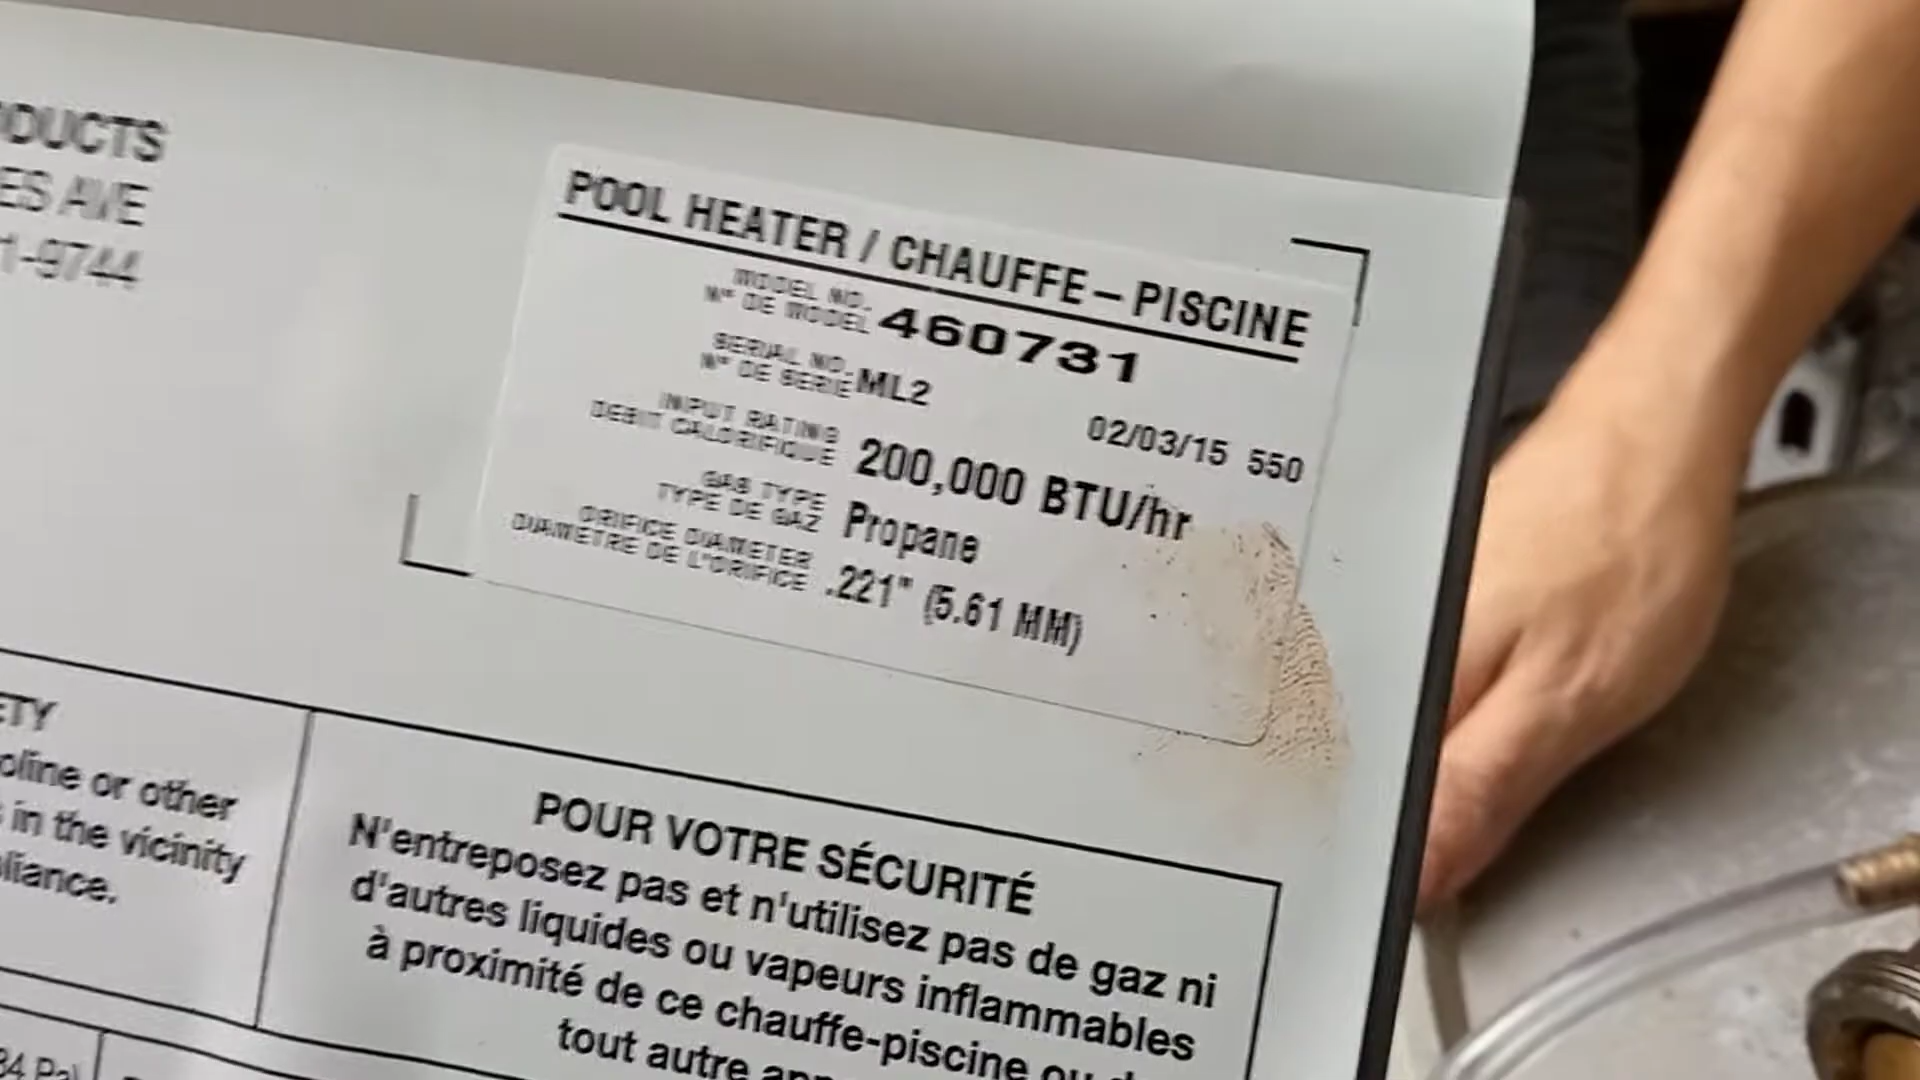 DUCTS
ES AVE
1-9744
POOL HEATER / CHAUFFE-PISCINE
MODEL NO.
N° DE MODEL 460731
SERIAL NO.
N° DE SERIE ML2
02/03/15 550
INPUT RATING
DEBIT CALORIFIQUE 200,000 BTU/hr
GAS TYPE
TYPE DE GAZ Propane
ORIFICE DIAMETER
DIAMETRE DE L'ORIFICE .221" (5.61 MM)
ETY
oline or other
in the vicinity
liance.
POUR VOTRE SÉCURITÉ
N'entreposez pas et n'utilisez pas de gaz ni
d'autres liquides ou vapeurs inflammables
à proximité de ce chauffe-piscine ou
tout autre